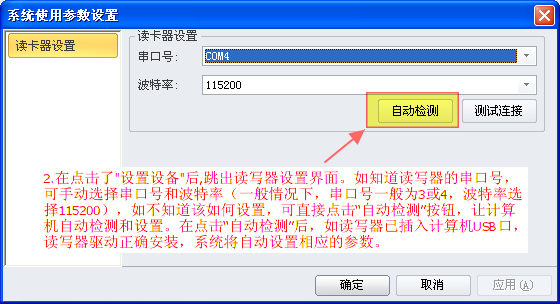 系统使用参数设置
读卡器设置
读卡器设置
串口号: COM4
波特率: 115200
自动检测 测试连接
2.在点击了"设置设备"后,跳出读写器设置界面。如知道读写器的串口号,
可手动选择串口号和波特率（一般情况下，串口号一般为3或4，波特率选
择115200），如不知道该如何设置，可直接点击“自动检测”按钮，让计算
机自动检测和设置。在点击“自动检测”后，如读写器已插入计算机USB口，
读写器驱动正确安装，系统将自动设置相应的参数。
确定 取消 应用(A)